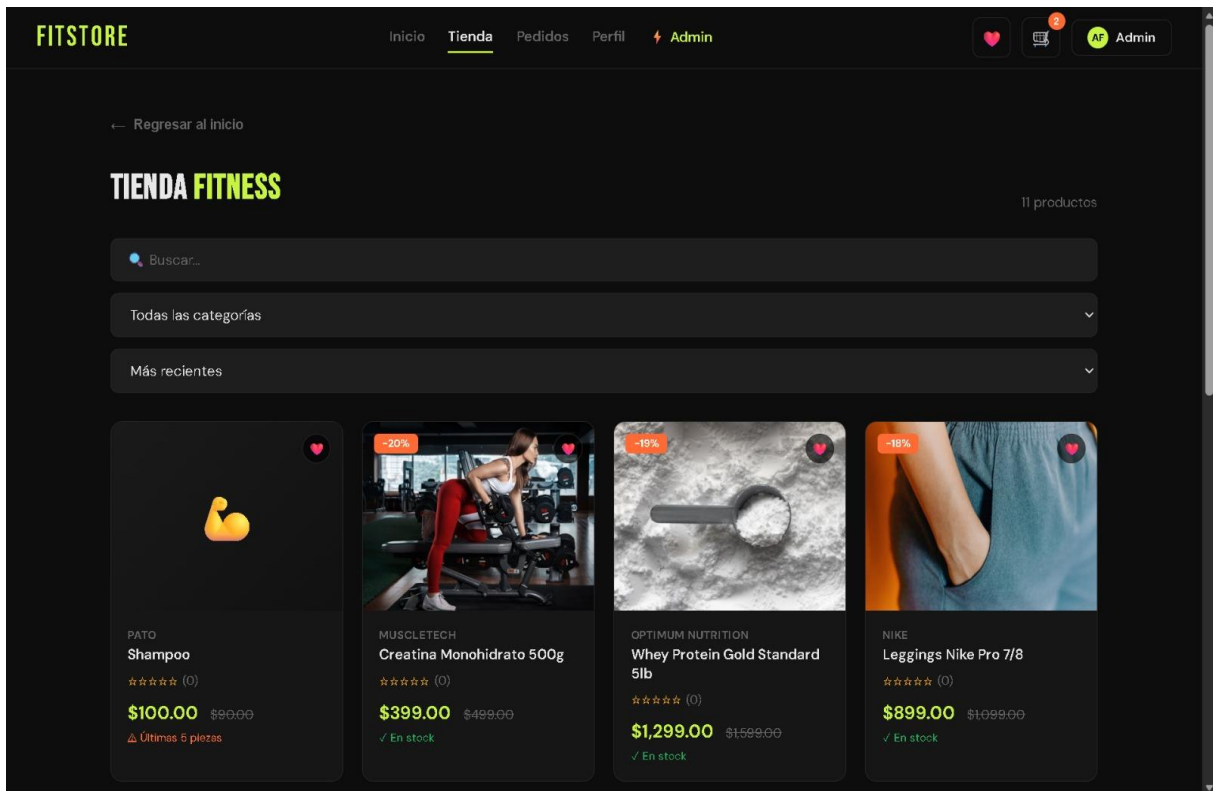 FITSTORE
Inicio Tienda Pedidos Perfil Admin
2
AF Admin
← Regresar al inicio
TIENDA FITNESS
11 productos
Buscar...
Todas las categorías
Más recientes
PATO
Shampoo
☆☆☆☆☆ (0)
$100.00 $90.00
⚠ Últimas 5 piezas
-20%
MUSCLETECH
Creatina Monohidrato 500g
☆☆☆☆☆ (0)
$399.00 $499.00
✓ En stock
-19%
OPTIMUM NUTRITION
Whey Protein Gold Standard
5lb
☆☆☆☆☆ (0)
$1,299.00 $1,599.00
✓ En stock
-18%
NIKE
Leggings Nike Pro 7/8
☆☆☆☆☆ (0)
$899.00 $1,099.00
✓ En stock